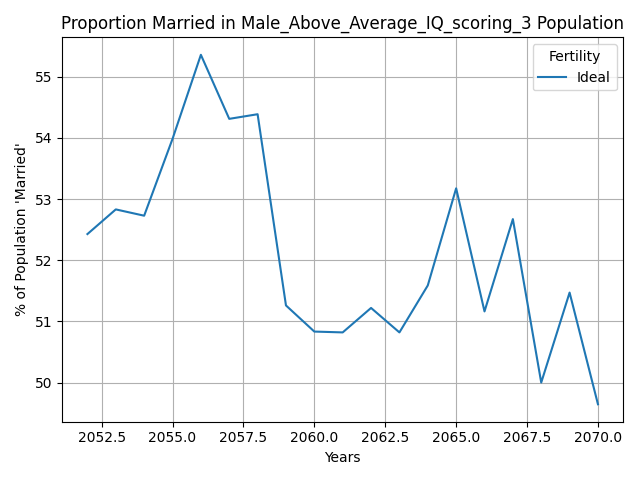 Proportion Married in Male_Above_Average_IQ_scoring_3 Population
Fertility
Ideal
% of Population 'Married'
55
54
53
52
51
50
2052.5 2055.0 2057.5 2060.0 2062.5 2065.0 2067.5 2070.0
Years